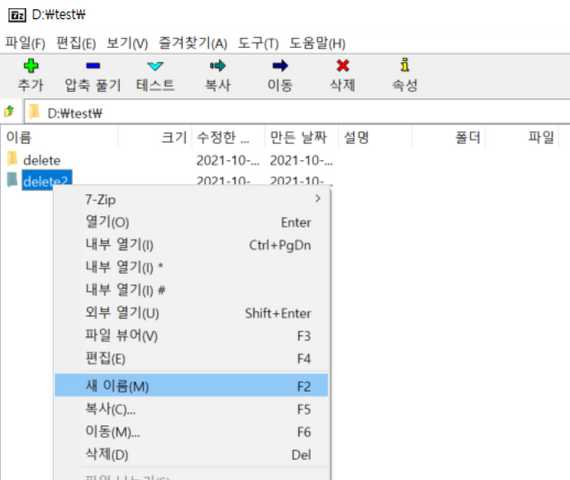 7z D:₩test₩
파일(F) 편집(E) 보기(V) 즐겨찾기(A) 도구(T) 도움말(H)
추가 압축 풀기 테스트 복사 이동 삭제 속성
D:₩test₩
이름 크기 수정한 ... 만든 날짜 설명 폴더 파일
delete 2021-10-... 2021-10-...
delete2 2021-10-... 2021-10-...
7-Zip >
열기(O) Enter
내부 열기(I) Ctrl+PgDn
내부 열기(I) *
내부 열기(I) #
외부 열기(U) Shift+Enter
파일 뷰어(V) F3
편집(E) F4
새 이름(M) F2
복사(C)... F5
이동(M)... F6
삭제(D) Del